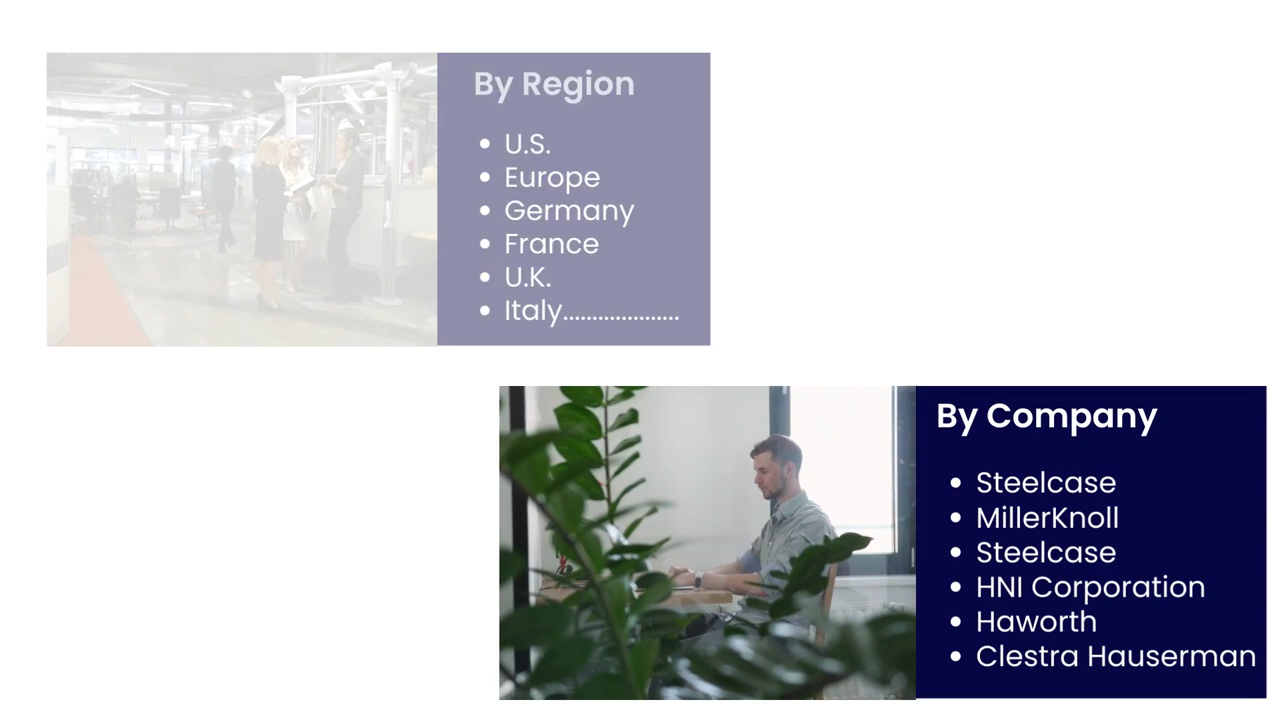 By Region
• U.S.
• Europe
• Germany
• France
• U.K.
• Italy....................
By Company
• Steelcase
• MillerKnoll
• Steelcase
• HNI Corporation
• Haworth
• Clestra Hauserman